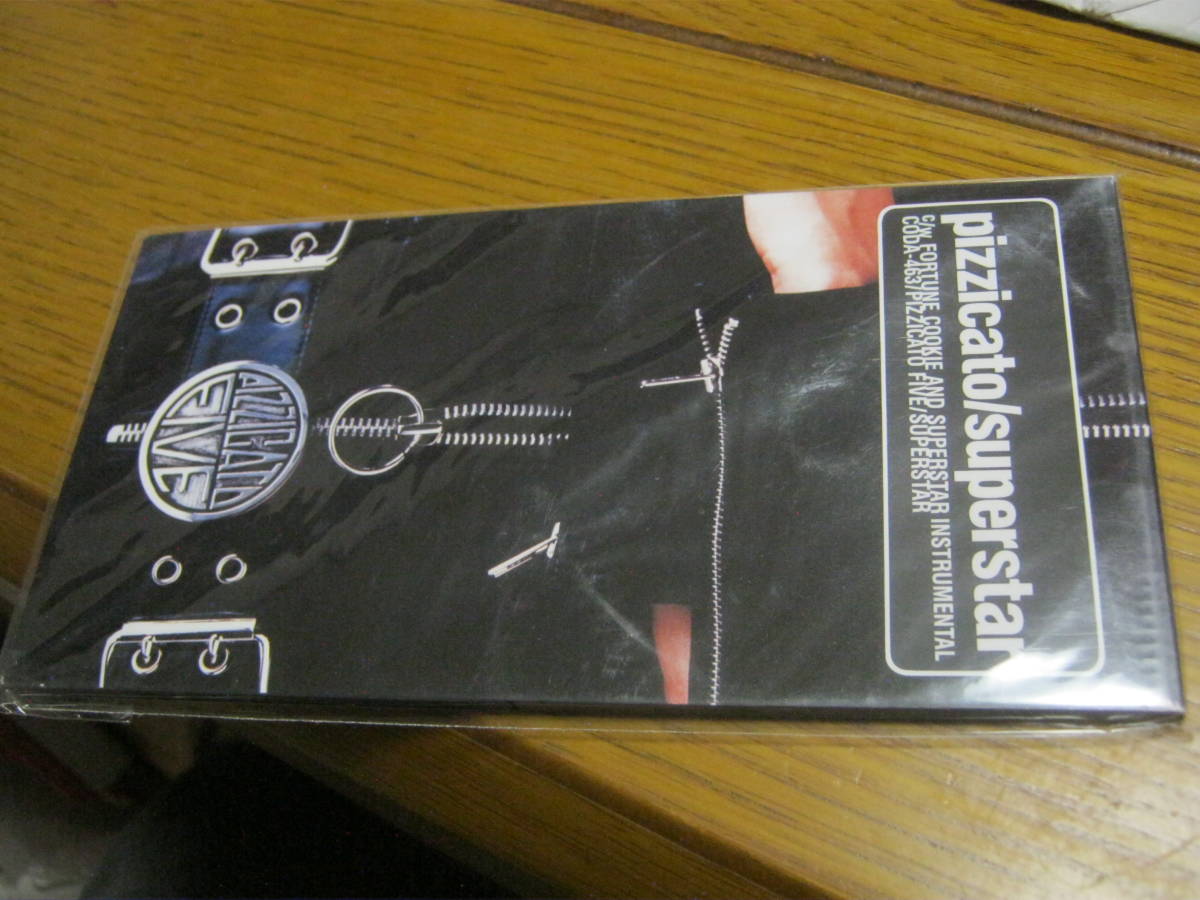 pizzicato/superstar
c/w FORTUNE COOKIE AND SUPERSTAR INSTRUMENTAL
CODA-463/PIZZICATO FIVE/SUPERSTAR
PIZZICATO
FIVE